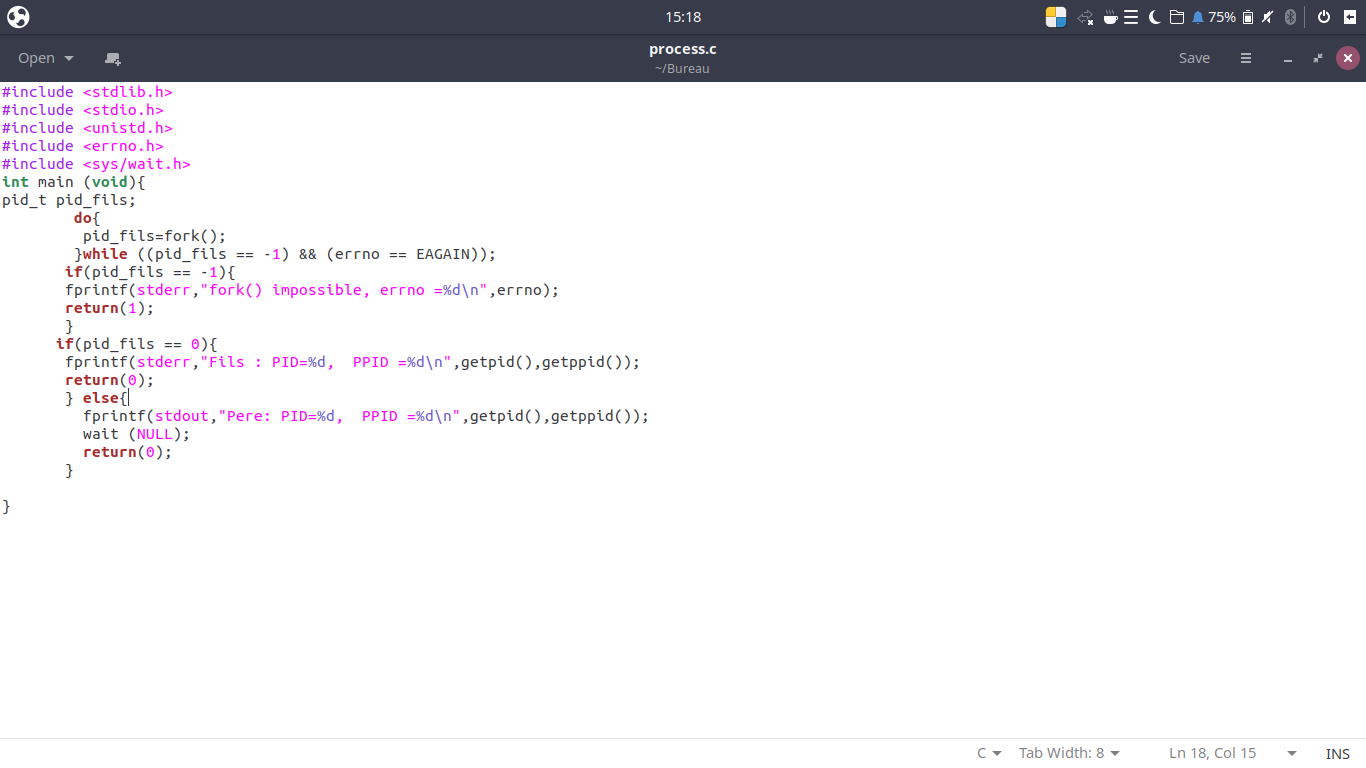 15:18
75%
Open
process.c
~/Bureau
Save
#include <stdlib.h>
#include <stdio.h>
#include <unistd.h>
#include <errno.h>
#include <sys/wait.h>
int main (void){
pid_t pid_fils;
        do{
         pid_fils=fork();
        }while ((pid_fils == -1) && (errno == EAGAIN));
       if(pid_fils == -1){
       fprintf(stderr,"fork() impossible, errno =%d\n",errno);
       return(1);
       }
      if(pid_fils == 0){
       fprintf(stderr,"Fils : PID=%d,  PPID =%d\n",getpid(),getppid());
       return(0);
       } else{
         fprintf(stdout,"Pere: PID=%d,  PPID =%d\n",getpid(),getppid());
         wait (NULL);
         return(0);
       }
}
C
Tab Width: 8
Ln 18, Col 15
INS